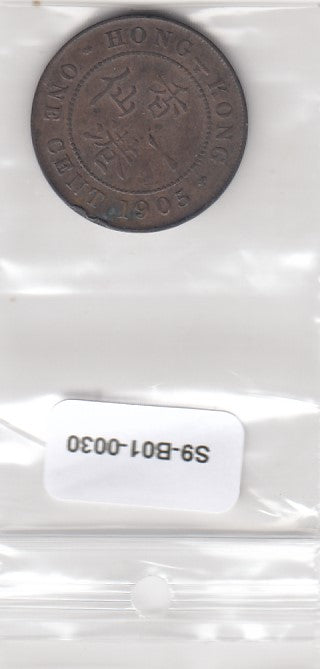 HONG-KONG
ONE CENT 1905
香
港
一
仙
S9-B01-0030